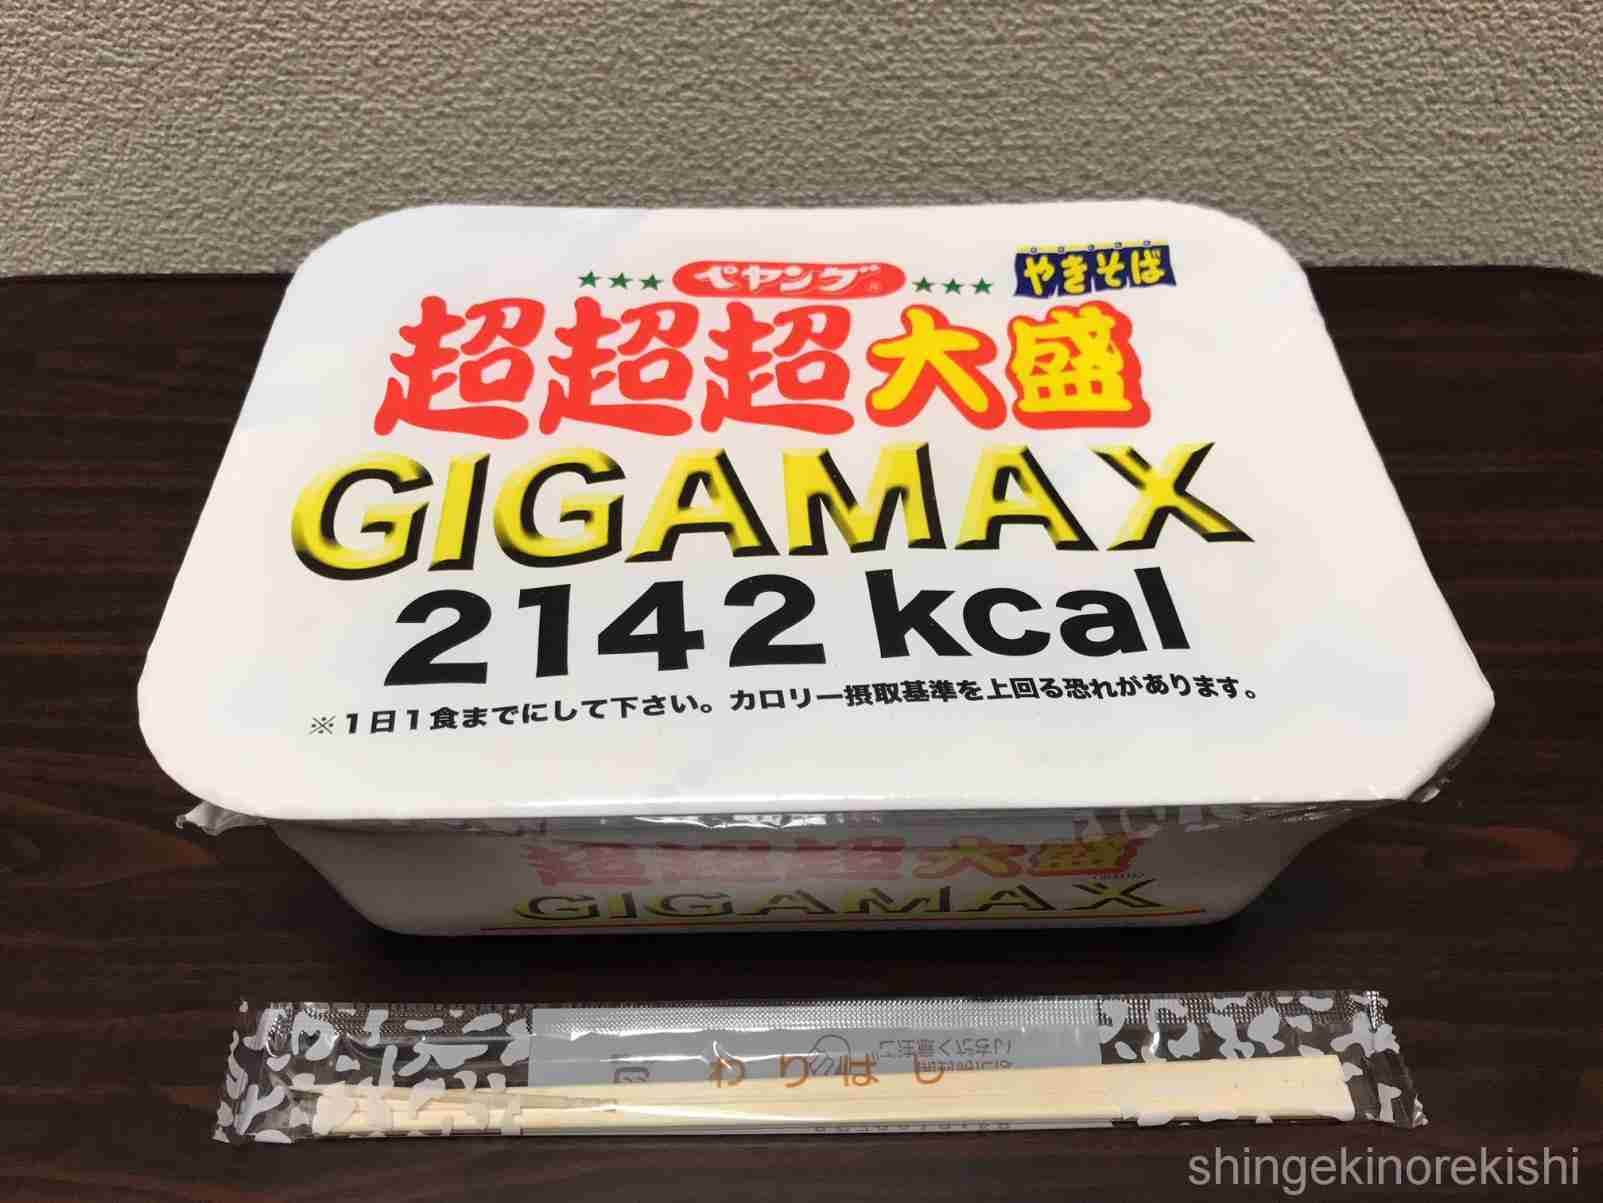 ★★★ペヤング®★★★
やきそば
超超超大盛
GIGAMAX
2142 kcal
※1日1食までにして下さい。カロリー摂取基準を上回る恐れがあります。
超超超大盛
GIGAMAX
わりばし
shingekinorekishi